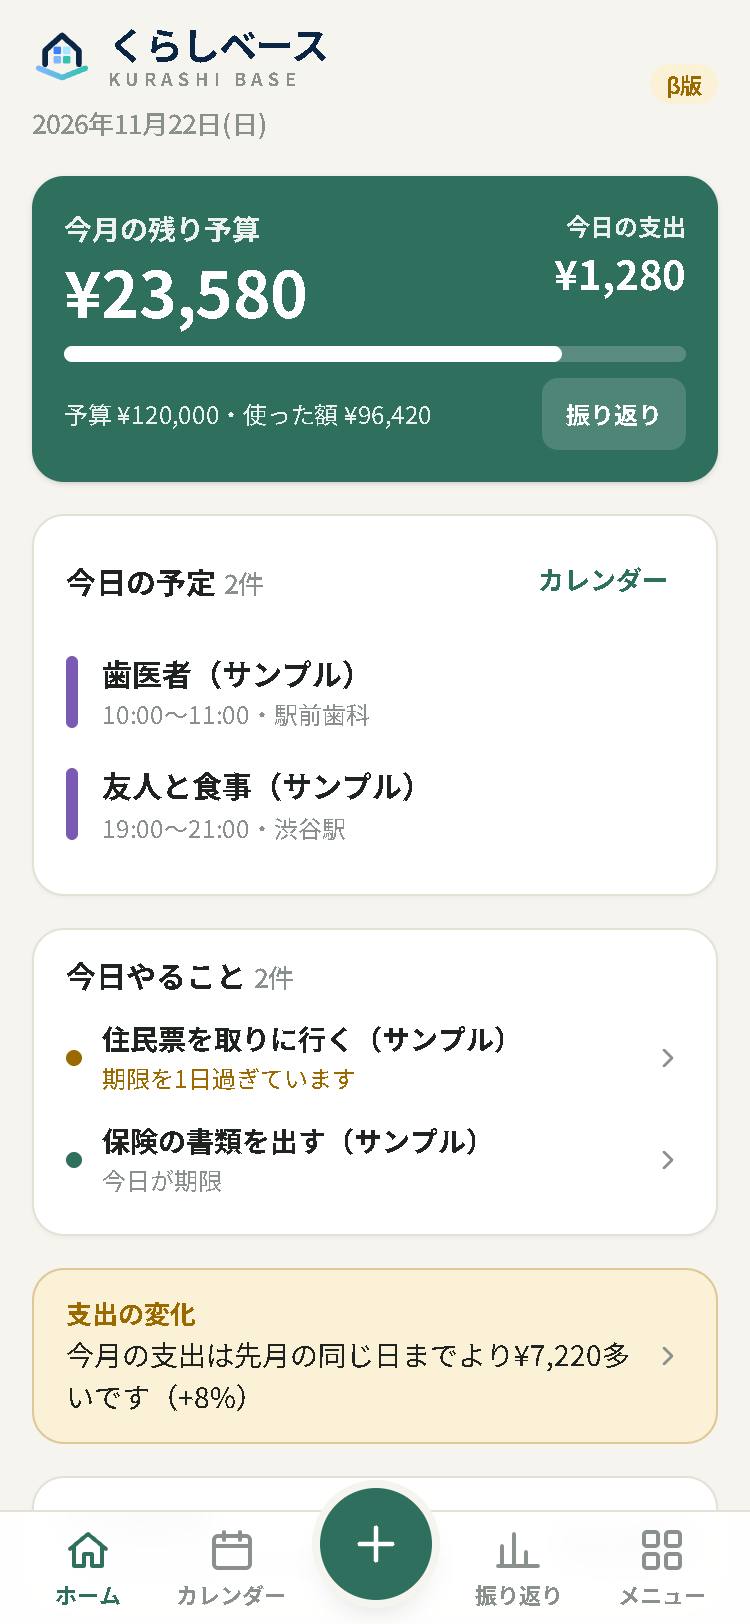 くらしベース
KURASHI BASE
β版
2026年11月22日(日)
今月の残り予算
今日の支出
¥23,580
¥1,280
予算 ¥120,000・使った額 ¥96,420
振り返り
今日の予定 2件
カレンダー
歯医者（サンプル）
10:00〜11:00・駅前歯科
友人と食事（サンプル）
19:00〜21:00・渋谷駅
今日やること 2件
住民票を取りに行く（サンプル）
期限を1日過ぎています
保険の書類を出す（サンプル）
今日が期限
支出の変化
今月の支出は先月の同じ日までより¥7,220多
いです（+8%）
ホーム
カレンダー
振り返り
メニュー